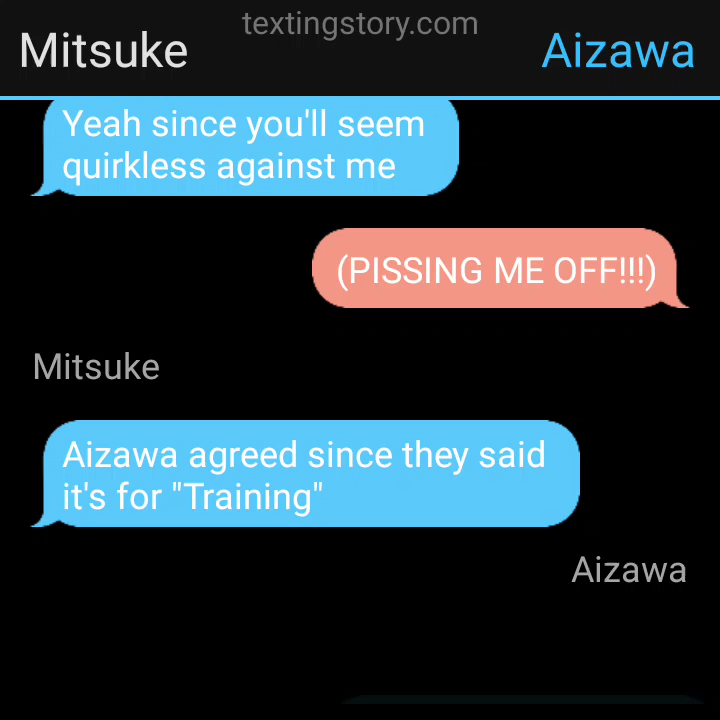 textingstory.com
Mitsuke
Aizawa
Yeah since you'll seem
quirkless against me
(PISSING ME OFF!!!)
Mitsuke
Aizawa agreed since they said
it's for "Training"
Aizawa